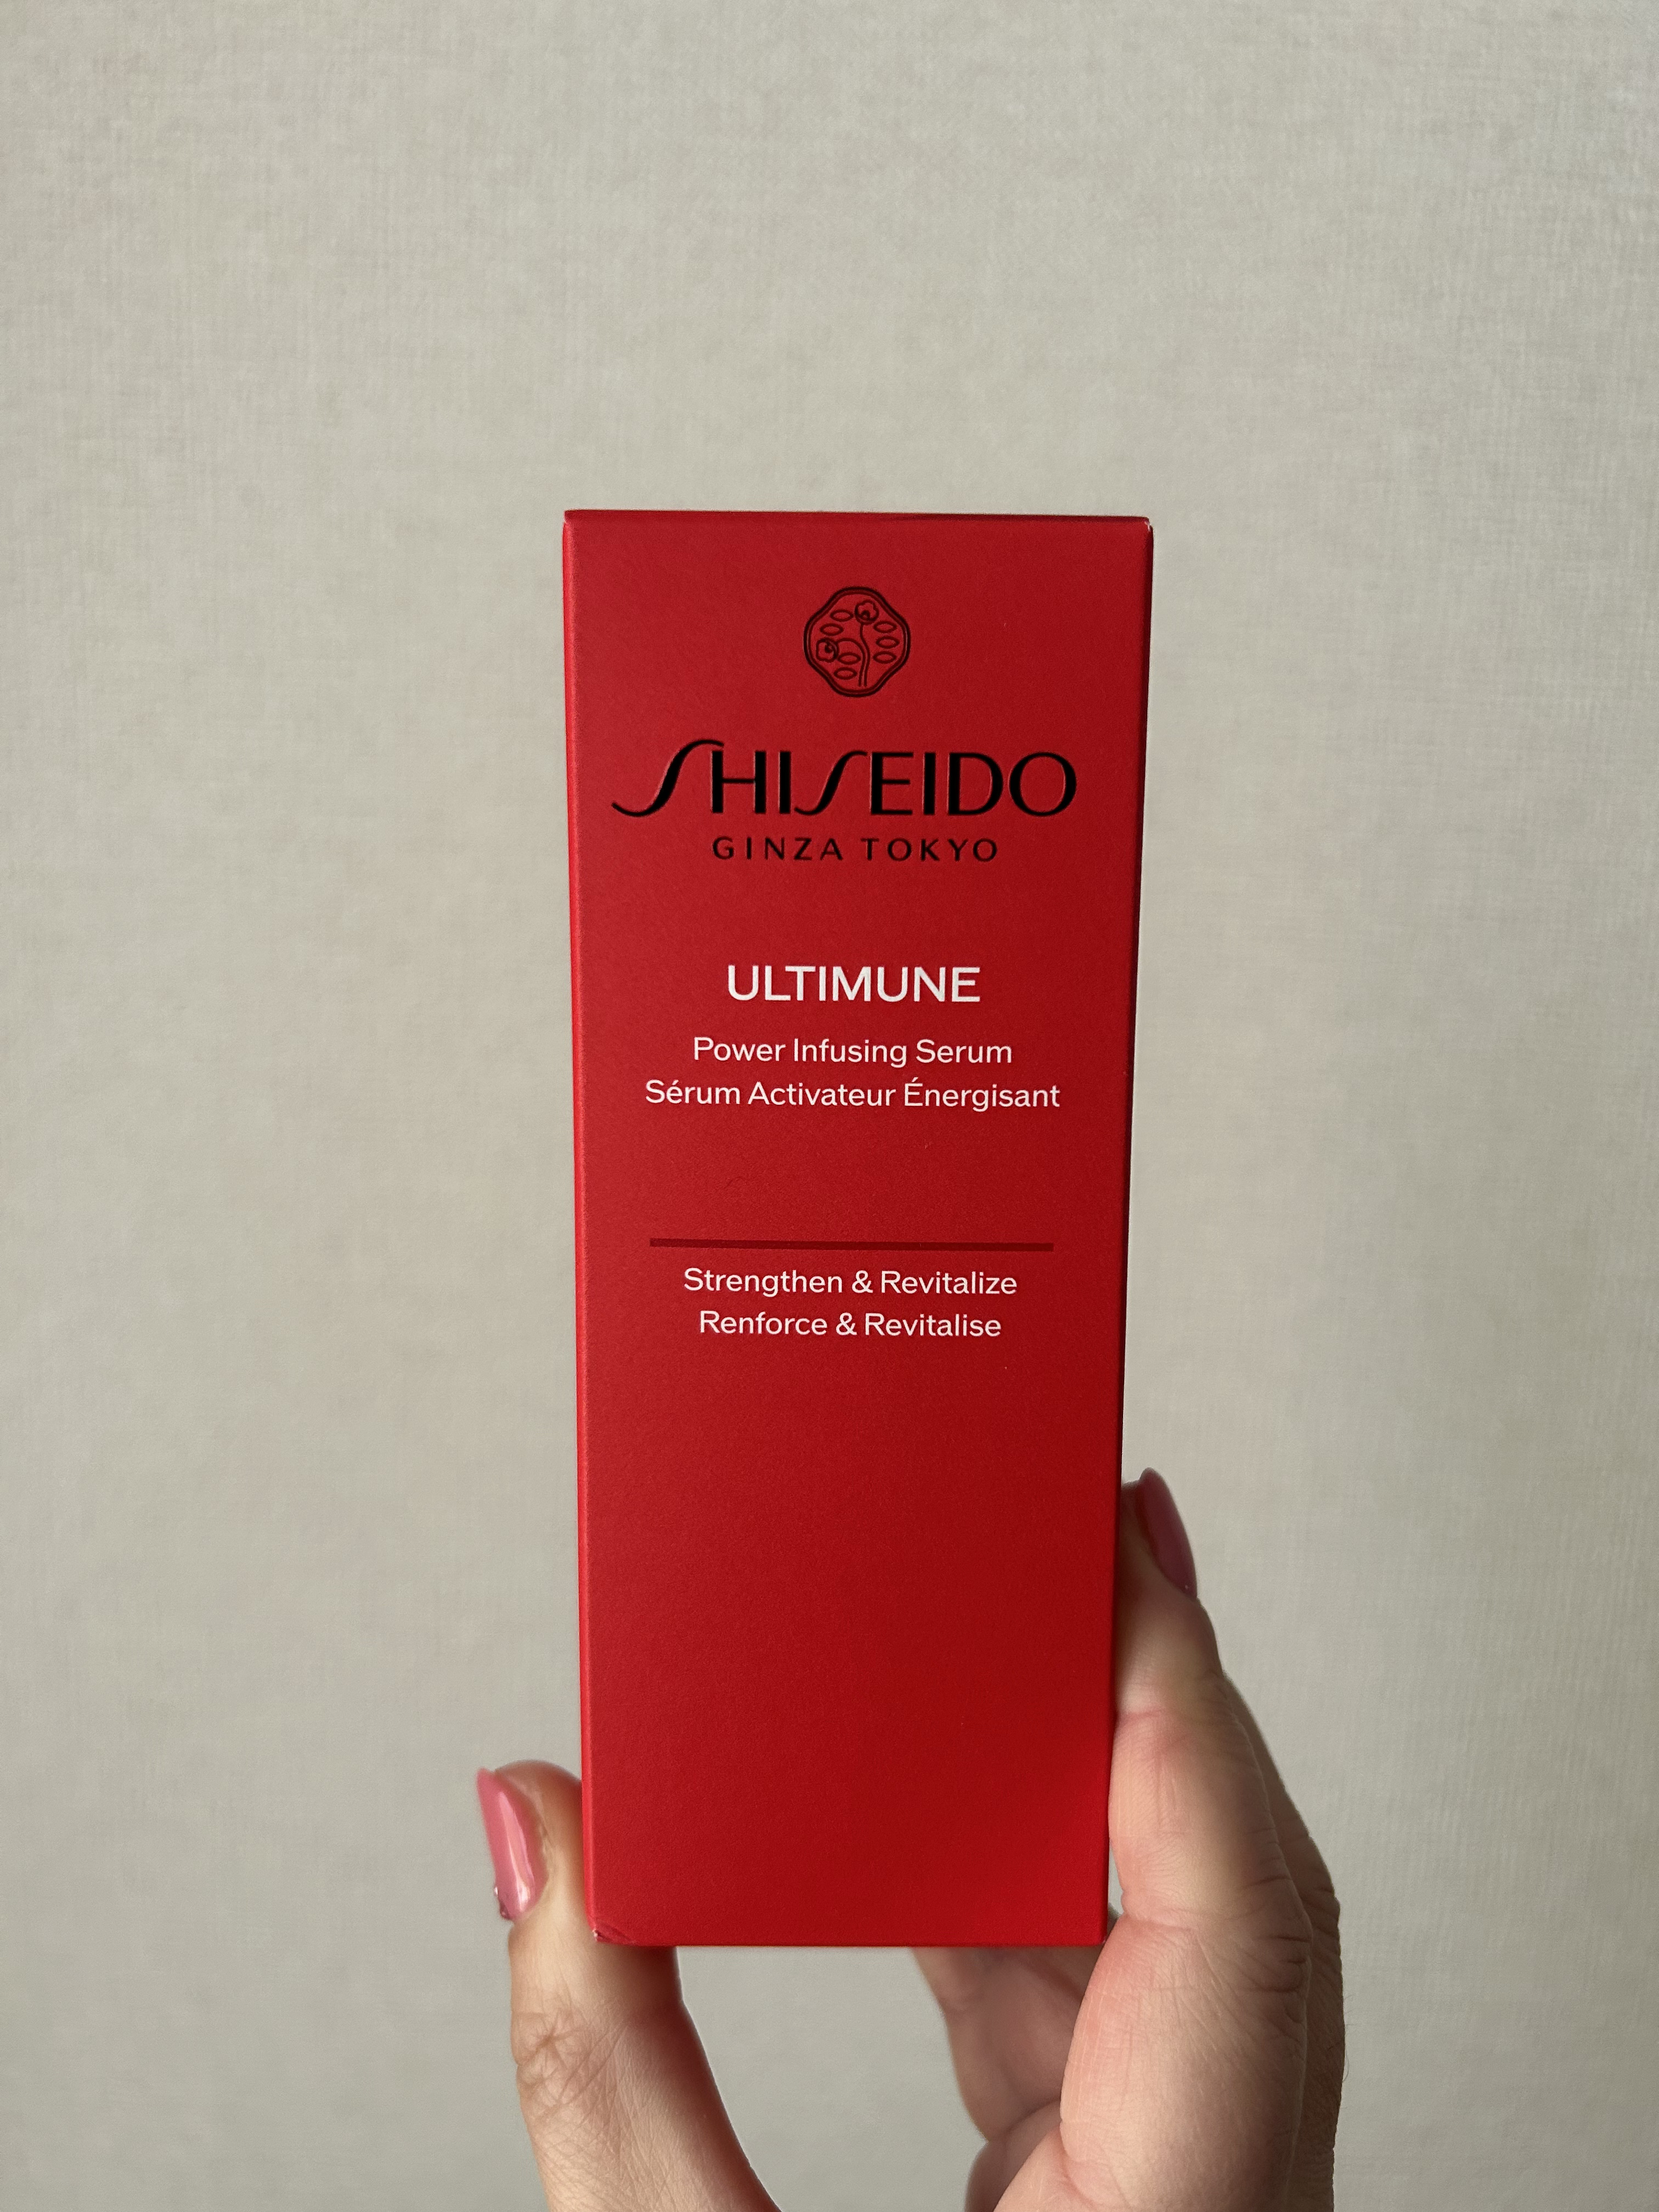 SHISEIDO
GINZA TOKYO
ULTIMUNE
Power Infusing Serum
Sérum Activateur Énergisant
Strengthen & Revitalize
Renforce & Revitalise